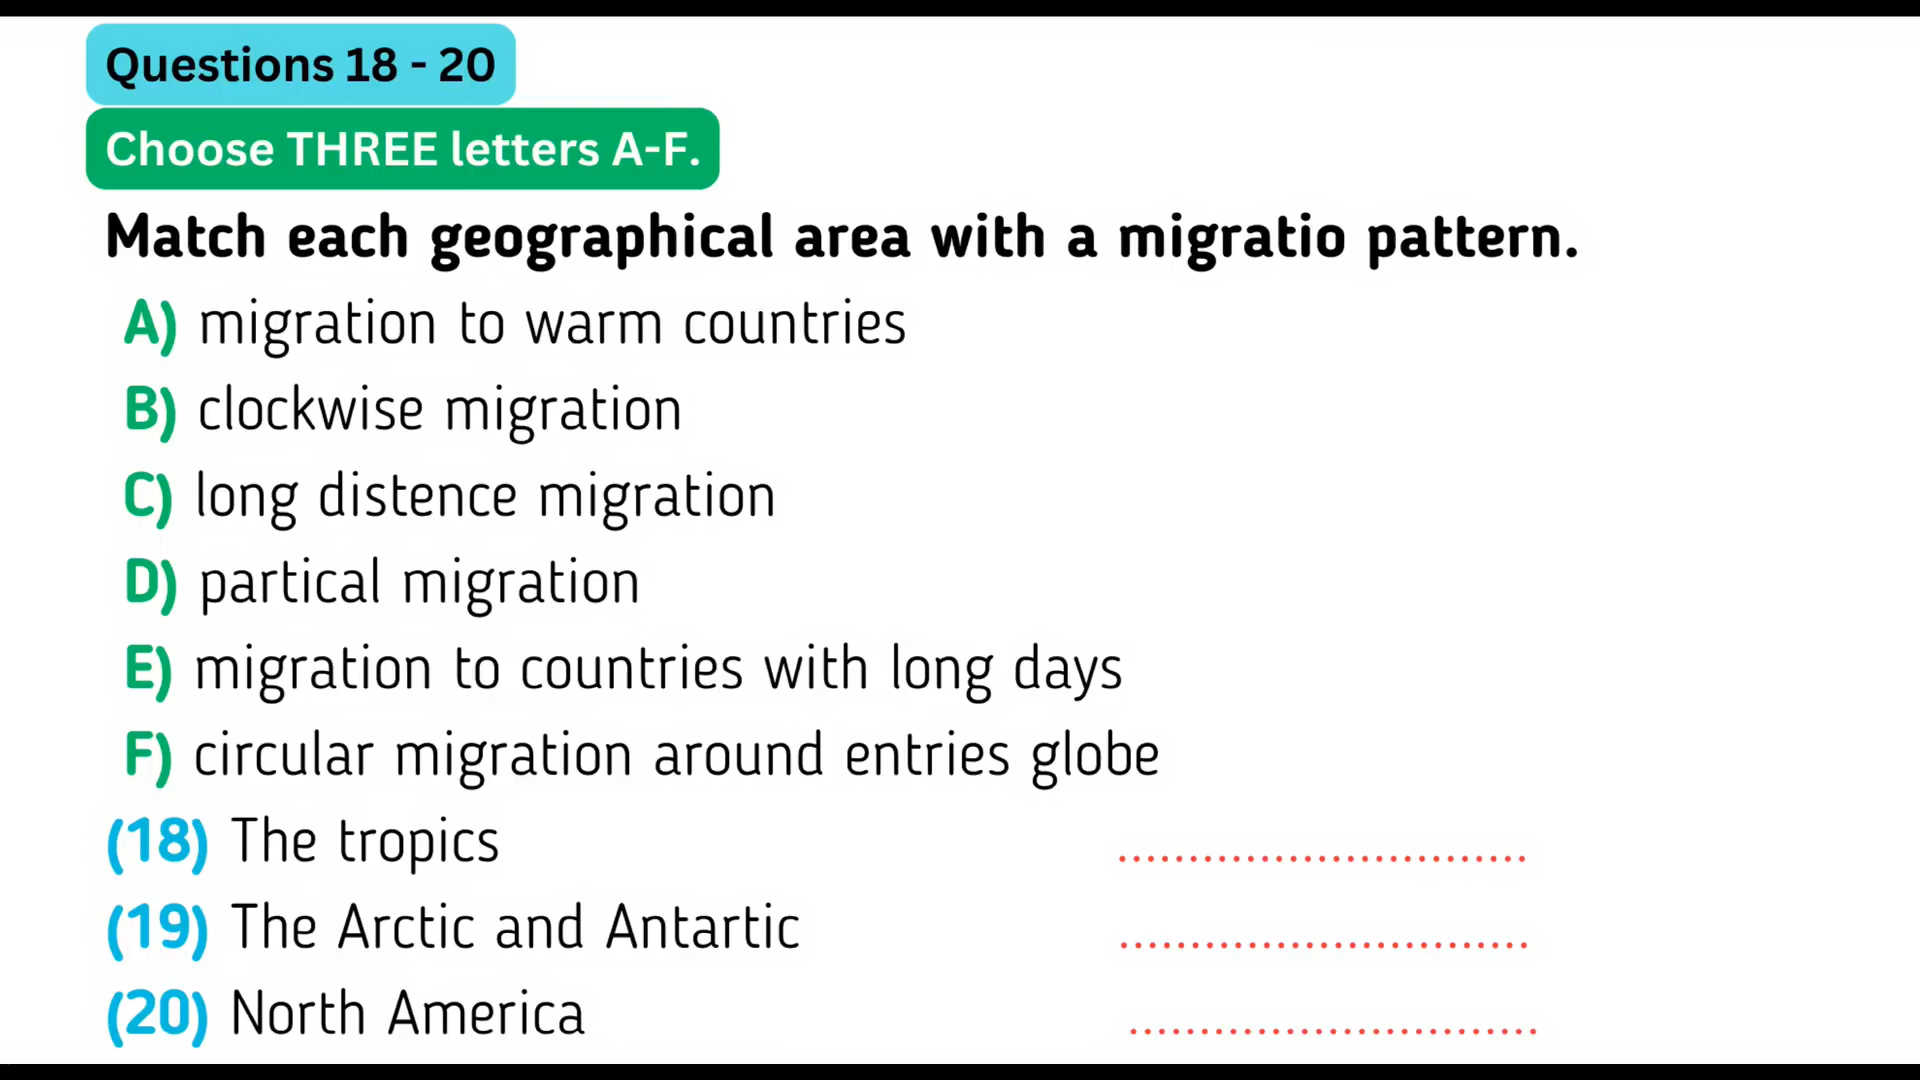 Questions 18 - 20
Choose THREE letters A-F.
Match each geographical area with a migratio pattern.
A) migration to warm countries
B) clockwise migration
C) long distence migration
D) partical migration
E) migration to countries with long days
F) circular migration around entries globe
(18) The tropics ..............................
(19) The Arctic and Antartic ..............................
(20) North America ..............................